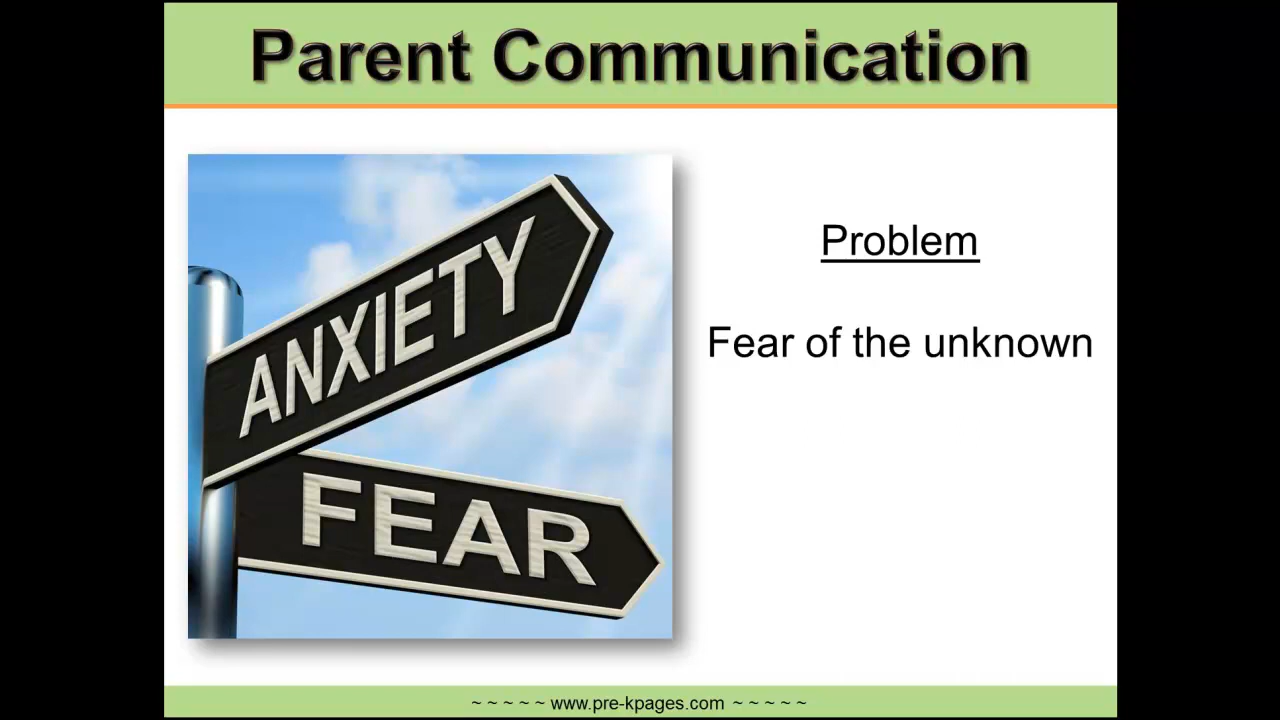 Parent Communication
ANXIETY
FEAR
Problem
Fear of the unknown
~ ~ ~ ~ ~ www.pre-kpages.com ~ ~ ~ ~ ~